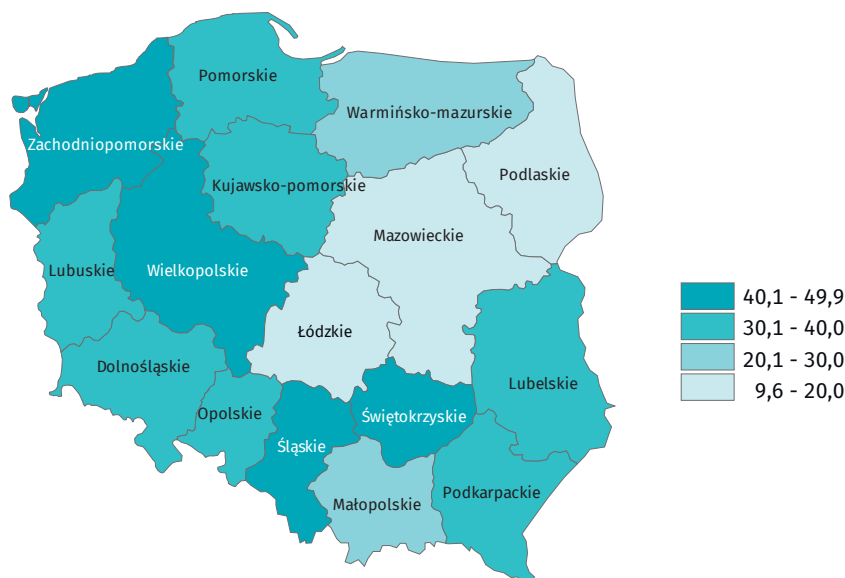 Pomorskie
Warmińsko-mazurskie
Zachodniopomorskie
Podlaskie
Kujawsko-pomorskie
Mazowieckie
Lubuskie
Wielkopolskie
Łódzkie
Dolnośląskie
Lubelskie
Opolskie
Świętokrzyskie
Śląskie
Podkarpackie
Małopolskie
40,1 - 49,9
30,1 - 40,0
20,1 - 30,0
9,6 - 20,0